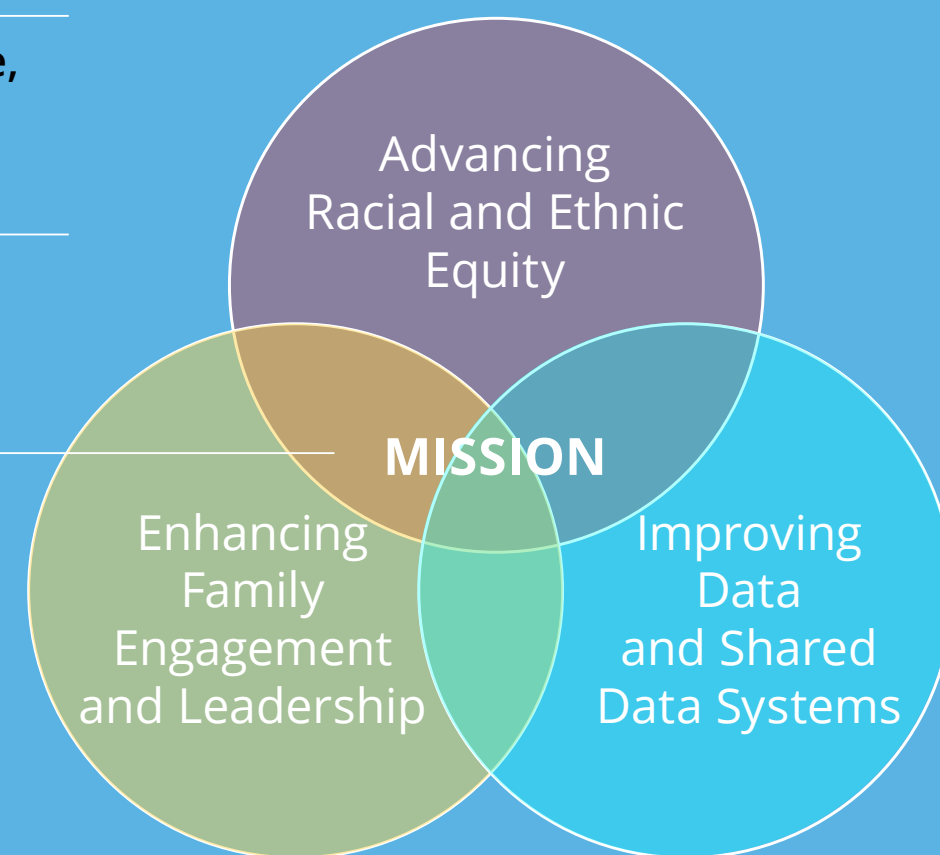 e,
Advancing
Racial and Ethnic
Equity
MISSION
Enhancing
Family
Engagement
and Leadership
Improving
Data
and Shared
Data Systems